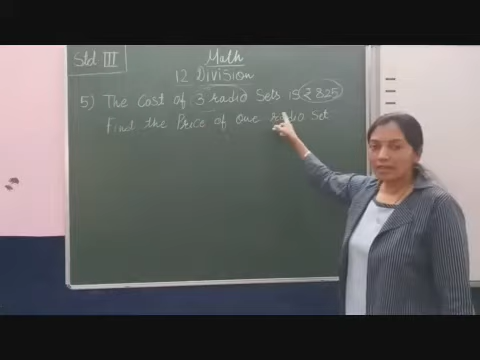 Std III
Math
12 Division
5) The Cost of 3 radio Sets is ₹ 825
Find the Price of One radio Set